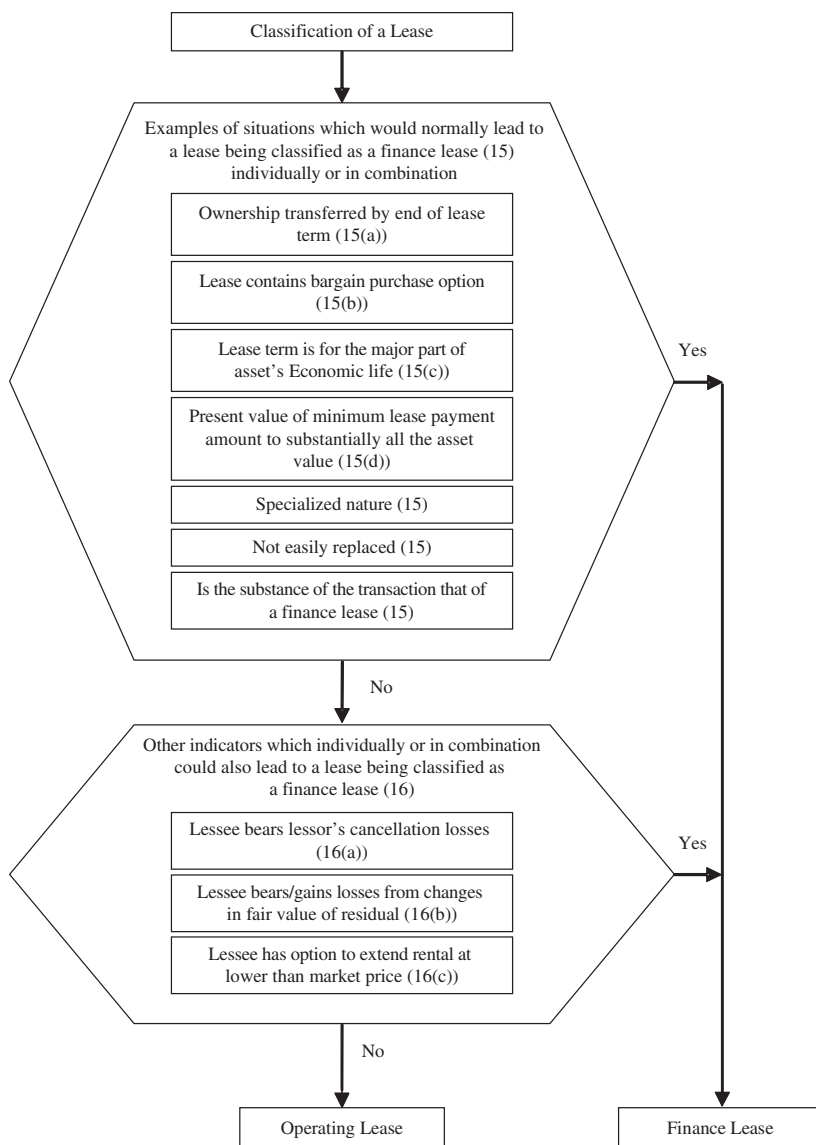 Classification of a Lease
Examples of situations which would normally lead to
a lease being classified as a finance lease (15)
individually or in combination
Ownership transferred by end of lease
term (15(a))
Lease contains bargain purchase option
(15(b))
Lease term is for the major part of
asset's Economic life (15(c))
Yes
Present value of minimum lease payment
amount to substantially all the asset
value (15(d))
Specialized nature (15)
Not easily replaced (15)
Is the substance of the transaction that of
a finance lease (15)
No
Other indicators which individually or in combination
could also lead to a lease being classified as
a finance lease (16)
Lessee bears lessor's cancellation losses
(16(a))
Yes
Lessee bears/gains losses from changes
in fair value of residual (16(b))
Lessee has option to extend rental at
lower than market price (16(c))
No
Operating Lease
Finance Lease